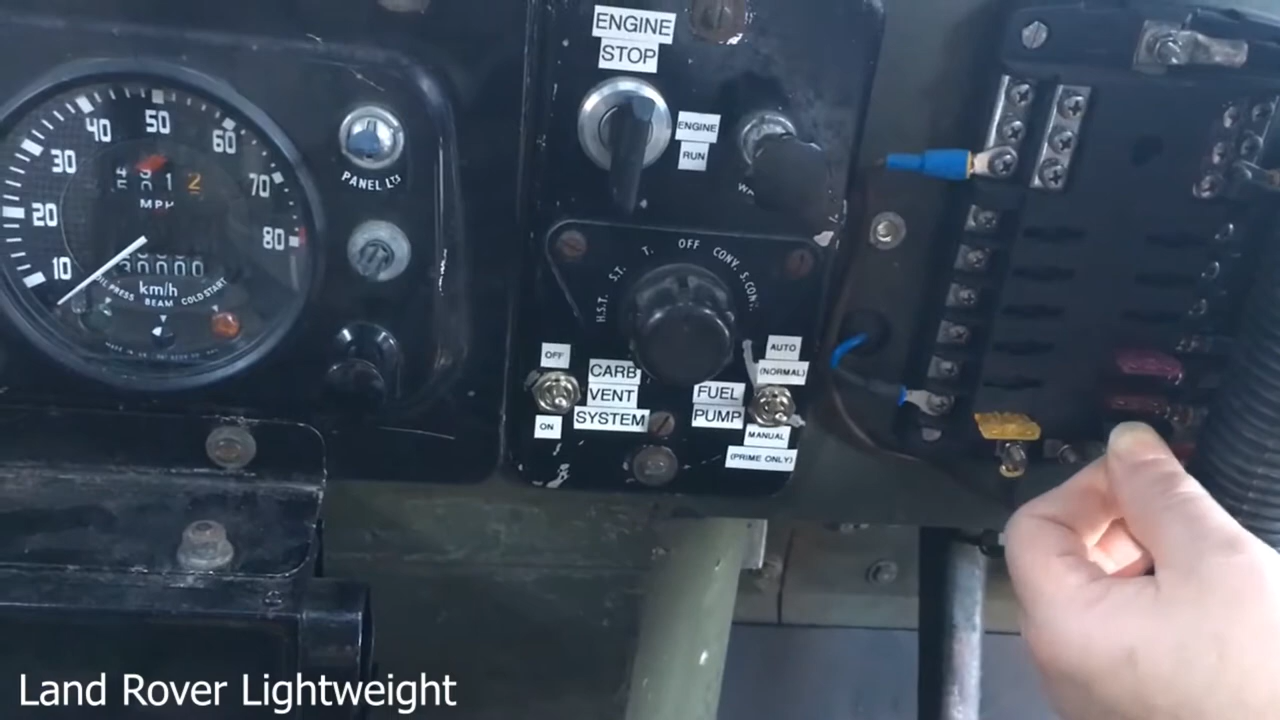 ENGINE
STOP
ENGINE
RUN
PANEL LTS
10
20
30
40
50
60
70
80
MPH
km/h
OIL PRESS BEAM COLD START
H.S.T. S.T. T. OFF CONV. S.CONV.
OFF
CARB
VENT
SYSTEM
ON
AUTO
(NORMAL)
FUEL
PUMP
MANUAL
(PRIME ONLY)
Land Rover Lightweight